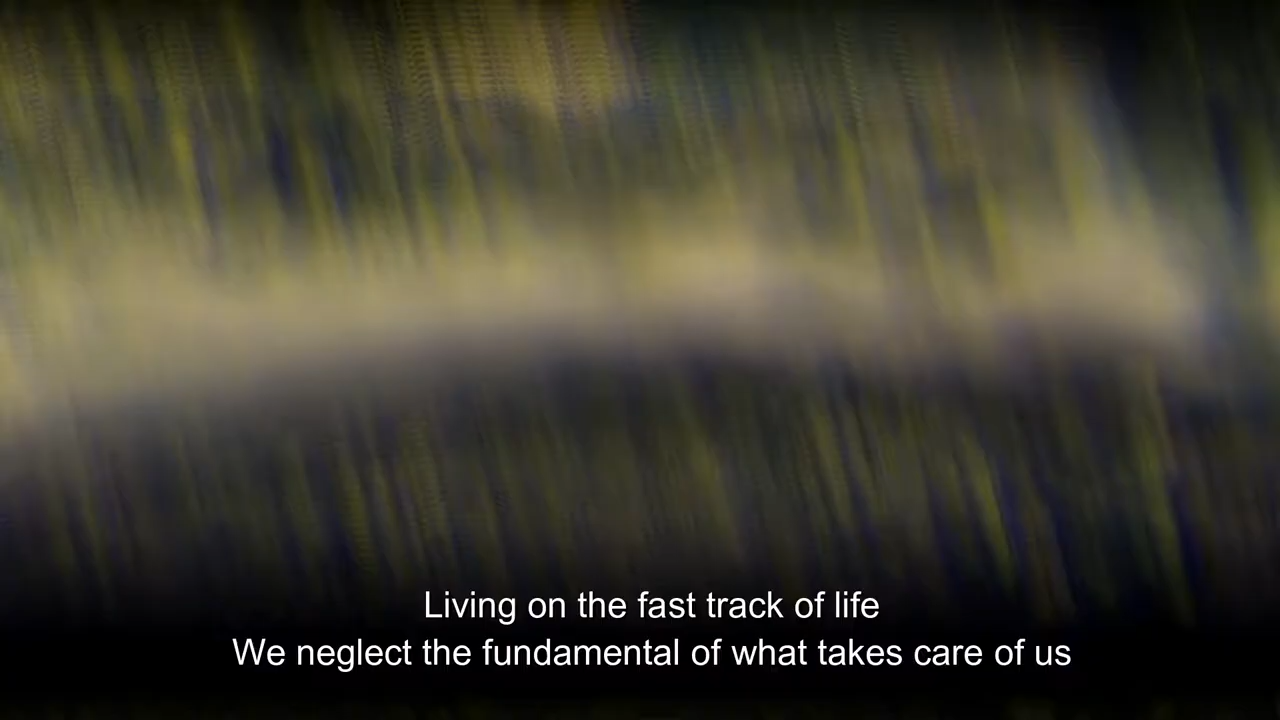 Living on the fast track of life
We neglect the fundamental of what takes care of us